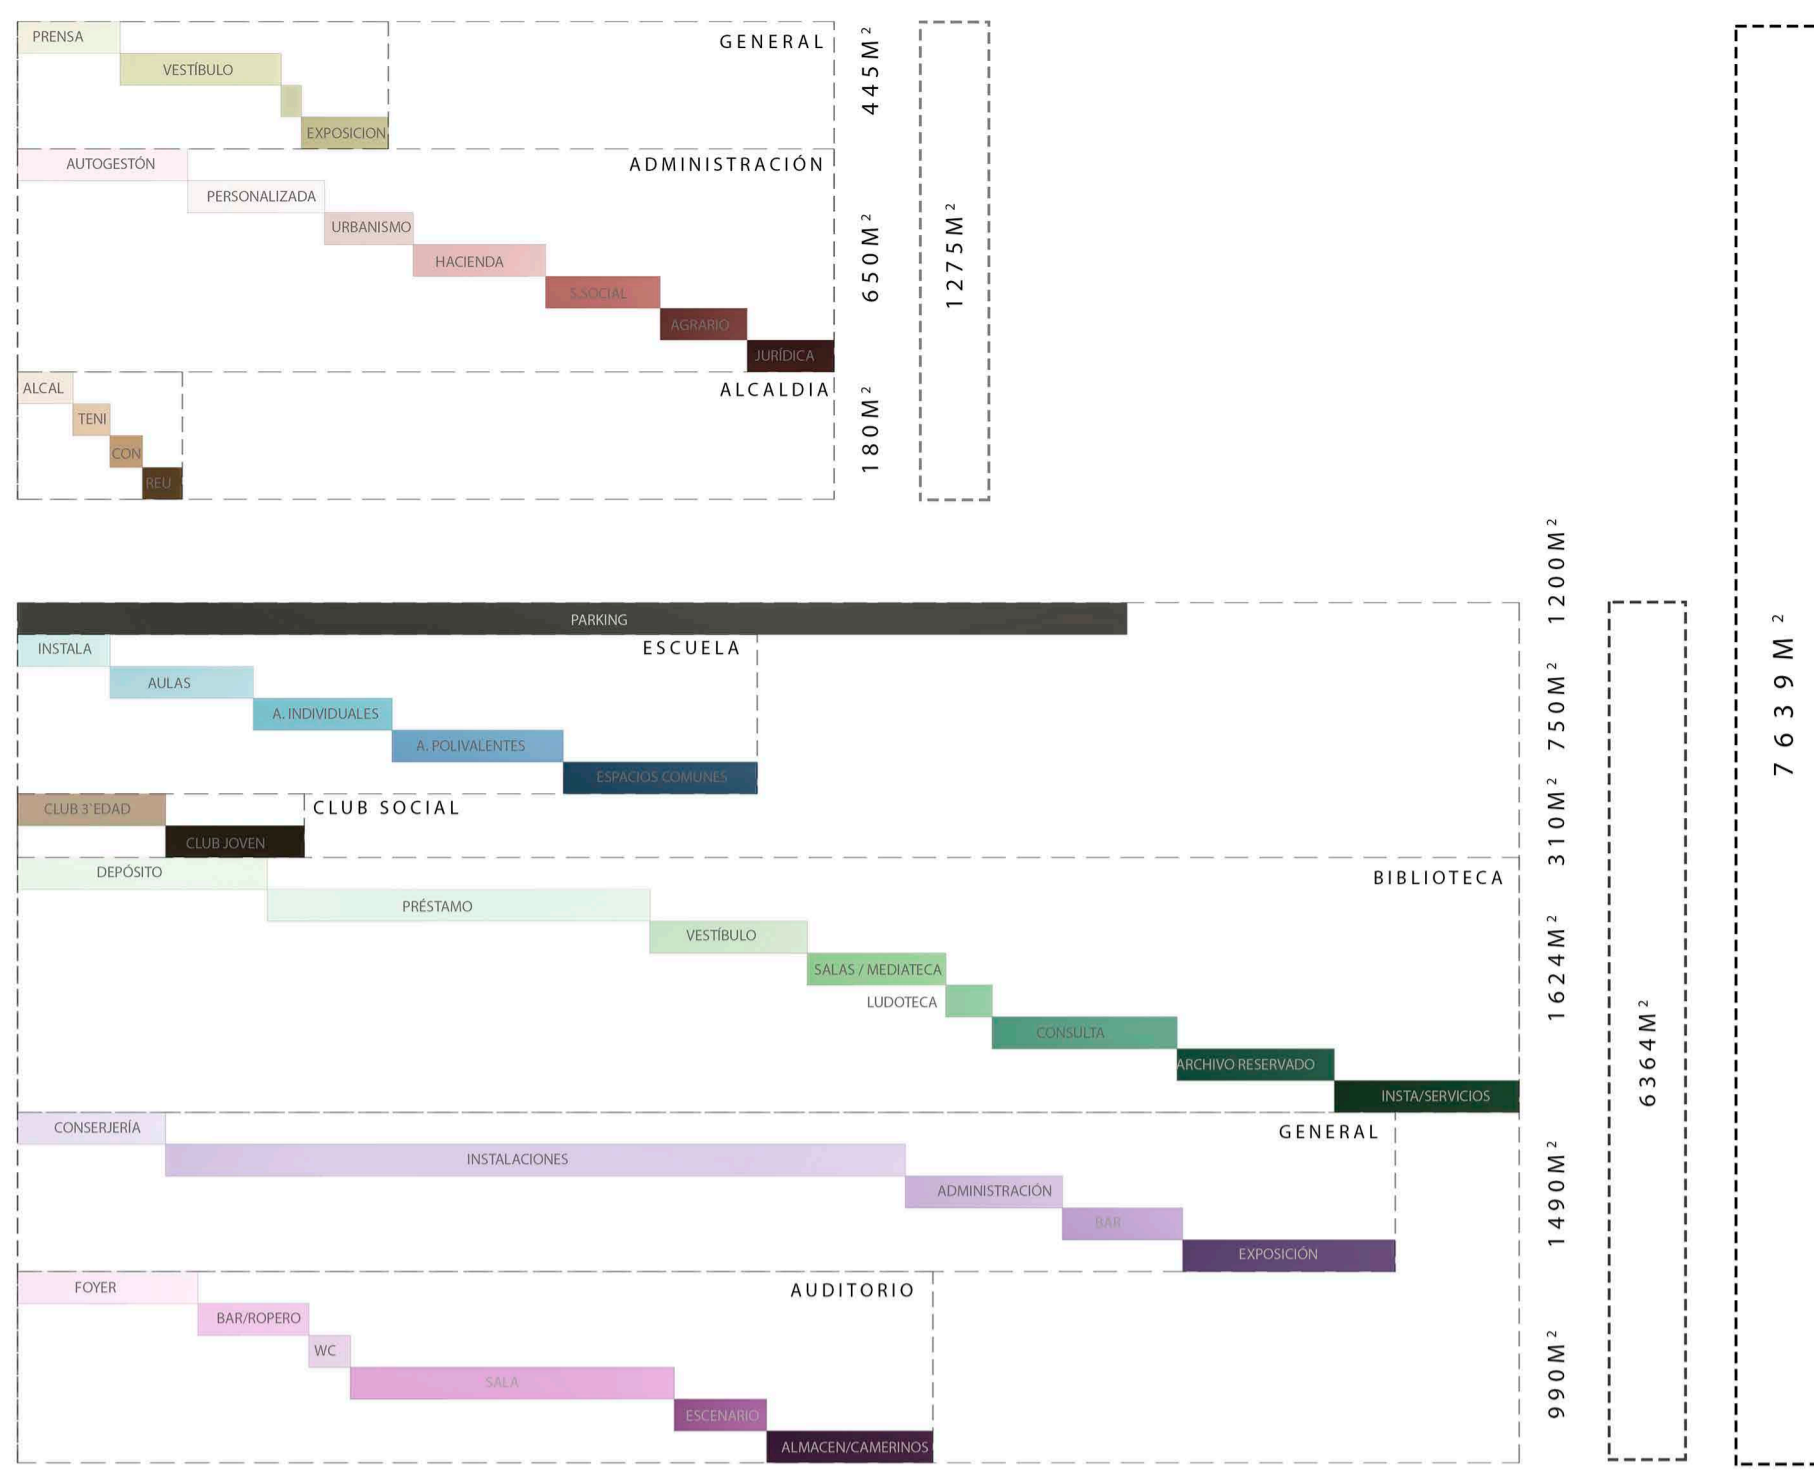 PRENSA
GENERAL
VESTÍBULO
EXPOSICION
445M²
AUTOGESTÓN
ADMINISTRACIÓN
PERSONALIZADA
URBANISMO
HACIENDA
S.SOCIAL
AGRARIO
JURÍDICA
650M²
1275M²
ALCAL
ALCALDIA
TENI
CON
REU
180M²
7639M²
1200M²
PARKING
INSTALA
ESCUELA
AULAS
A. INDIVIDUALES
A. POLIVALENTES
ESPACIOS COMUNES
750M²
CLUB 3`EDAD
CLUB SOCIAL
CLUB JOVEN
310M²
DEPÓSITO
BIBLIOTECA
PRÉSTAMO
VESTÍBULO
SALAS / MEDIATECA
LUDOTECA
CONSULTA
ARCHIVO RESERVADO
INSTA/SERVICIOS
1624M²
6364M²
CONSERJERÍA
GENERAL
INSTALACIONES
ADMINISTRACIÓN
BAR
EXPOSICIÓN
1490M²
FOYER
AUDITORIO
BAR/ROPERO
WC
SALA
ESCENARIO
ALMACEN/CAMERINOS
990M²